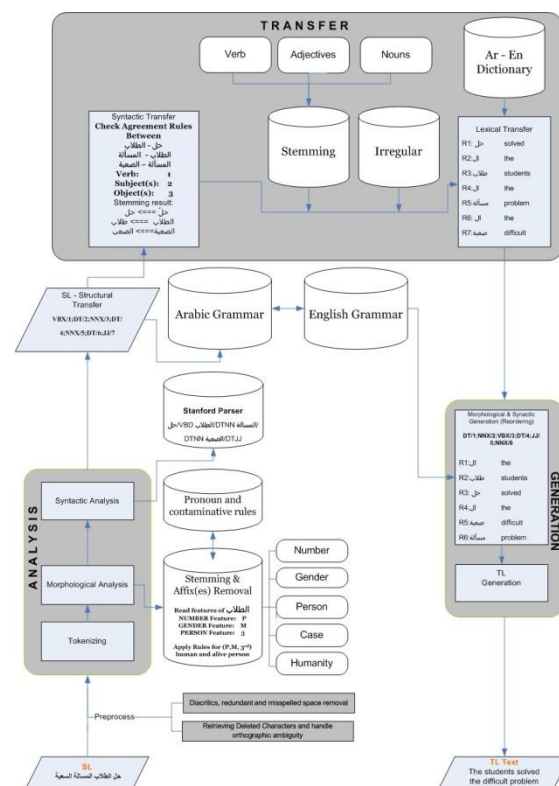 TRANSFER
Verb
Adjectives
Nouns
Ar - En
Dictionary
Syntactic Transfer
Check Agreement Rules
Between
حل - الطلاب
الطلاب - المسألة
المسألة – الصعبة
Verb: 1
Subject(s): 2
Object(s): 3
Stemming result:
حلّ <=== حل
الطلاب <=== طلاب
الصعبة <=== الصعب
Stemming
Irregular
Lexical Transfer
R1: حل solved
R2: ال the
R3: طلاب students
R4: ال the
R5: مسألة problem
R6: ال the
R7: صعبة difficult
SL - Structural
Transfer
VBX/1;DT/2;NNX/3;DT/
4;NNX/5;DT/6;JJ/7
Arabic Grammar
English Grammar
Stanford Parser
حل/VBD الطلاب/DTNN المسالة/
DTNN الصعبة/DTJJ
ANALYSIS
Syntactic Analysis
Morphological Analysis
Tokenizing
Pronoun and
contaminative rules
Stemming &
Affix(es) Removal
Read features of الطلاب
NUMBER Feature: P
GENDER Feature: M
PERSON Feature: 3
Apply Rules for (P,M, 3rd)
human and alive person
Number
Gender
Person
Case
Humanity
GENERATION
Morphological & Synactic
Generation (Reordering)
DT/1;NNX/2;VBX/3;DT/4;JJ/
5;NNX/6
R1: ال the
R2: طلاب students
R3: حل solved
R4: ال the
R5: صعبة difficult
R6: مسألة problem
TL
Generation
Preprocess
Diacritics, redundant and misspelled space removal
Retrieving Deleted Characters and handle
orthographic ambiguity
SL
حل الطلاب المسالة السعبة
TL Text
The students solved
the difficult problem